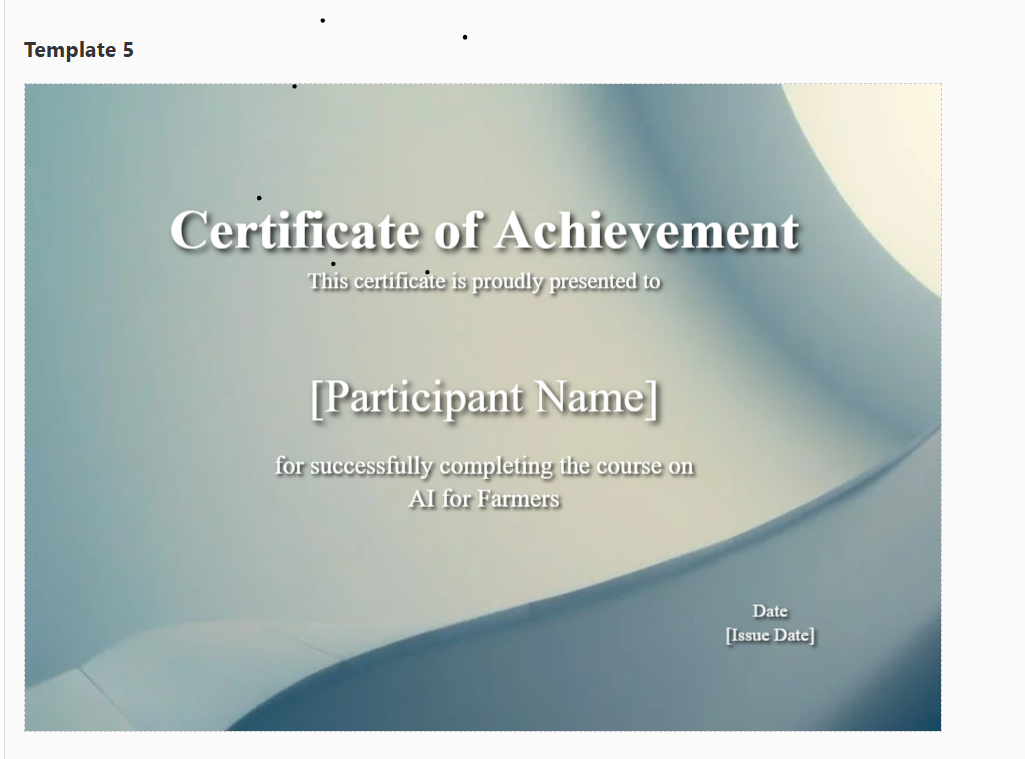 Template 5
Certificate of Achievement
This certificate is proudly presented to
[Participant Name]
for successfully completing the course on
AI for Farmers
Date
[Issue Date]